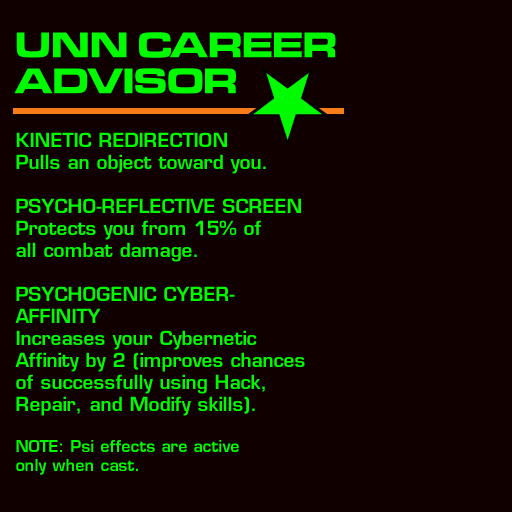 UNN CAREER
ADVISOR
KINETIC REDIRECTION
Pulls an object toward you.
PSYCHO-REFLECTIVE SCREEN
Protects you from 15% of
all combat damage.
PSYCHOGENIC CYBER-
AFFINITY
Increases your Cybernetic
Affinity by 2 (improves chances
of successfully using Hack,
Repair, and Modify skills).
NOTE: Psi effects are active
only when cast.